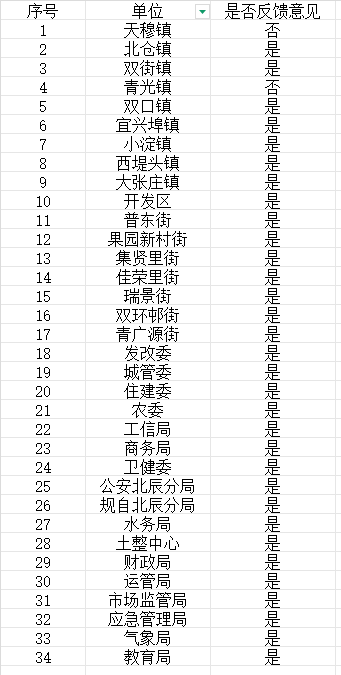 序号 单位 是否反馈意见
1 天穆镇 否
2 北仓镇 是
3 双街镇 是
4 青光镇 否
5 双口镇 是
6 宜兴埠镇 是
7 小淀镇 是
8 西堤头镇 是
9 大张庄镇 是
10 开发区 是
11 普东街 是
12 果园新村街 是
13 集贤里街 是
14 佳荣里街 是
15 瑞景街 是
16 双环邨街 是
17 青广源街 是
18 发改委 是
19 城管委 是
20 住建委 是
21 农委 是
22 工信局 是
23 商务局 是
24 卫健委 是
25 公安北辰分局 是
26 规自北辰分局 是
27 水务局 是
28 土整中心 是
29 财政局 是
30 运管局 是
31 市场监管局 是
32 应急管理局 是
33 气象局 是
34 教育局 是